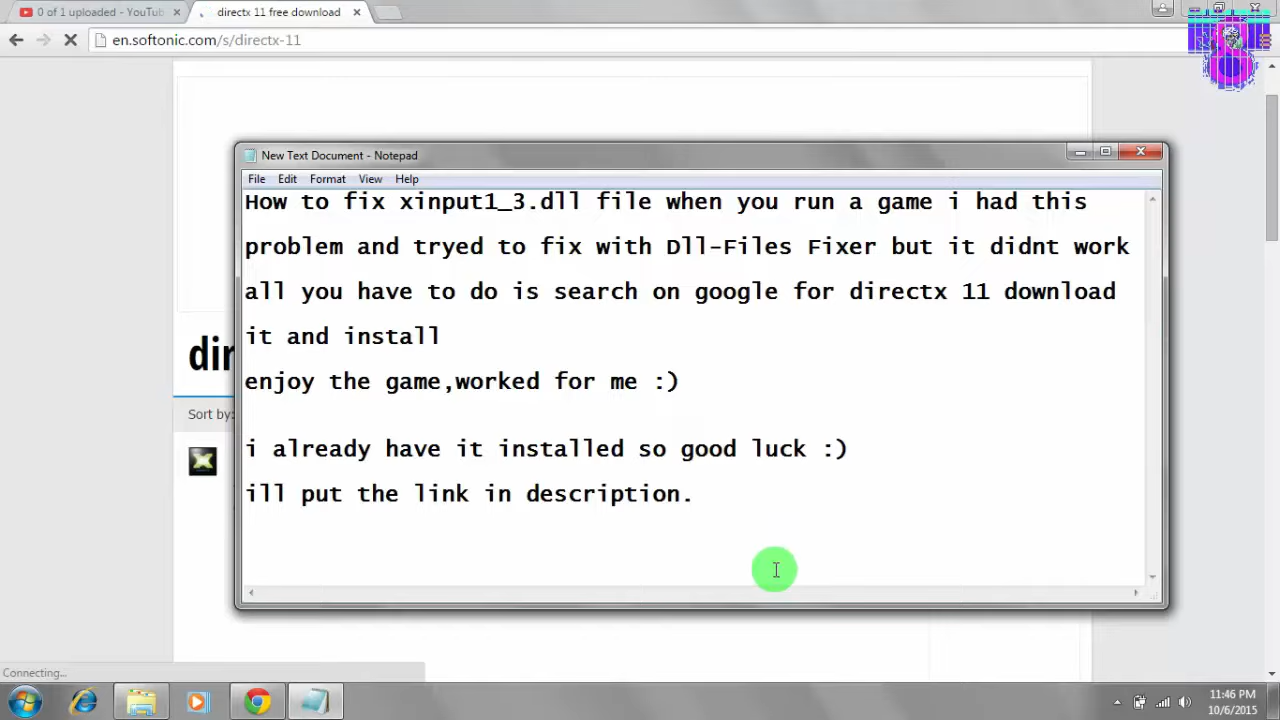 0 of 1 uploaded - YouTub
directx 11 free download
en.softonic.com/s/directx-11
New Text Document - Notepad
File Edit Format View Help
How to fix xinput1_3.dll file when you run a game i had this
problem and tryed to fix with Dll-Files Fixer but it didnt work
all you have to do is search on google for directx 11 download
it and install
enjoy the game,worked for me :)
i already have it installed so good luck :)
ill put the link in description.
dir
Sort by:
Connecting...
11:46 PM
10/6/2015